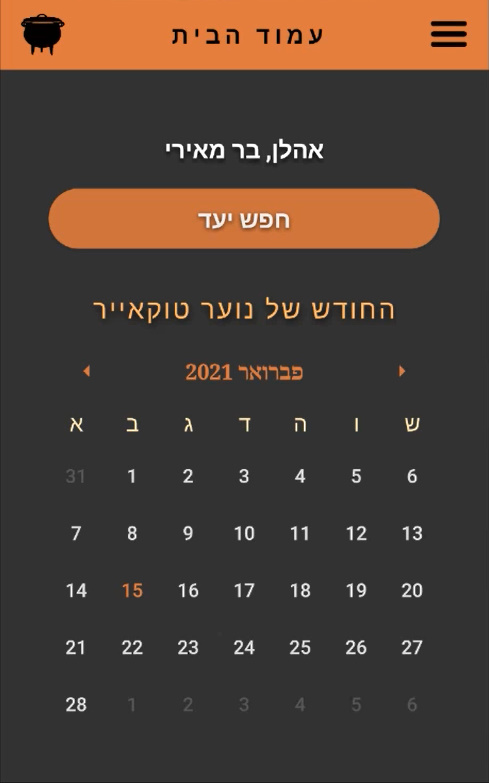 עמוד הבית
אהלן, בר מאירי
חפש יעד
החודש של נוער טוקאייר
פברואר 2021
א ב ג ד ה ו ש
31 1 2 3 4 5 6
7 8 9 10 11 12 13
14 15 16 17 18 19 20
21 22 23 24 25 26 27
28 1 2 3 4 5 6